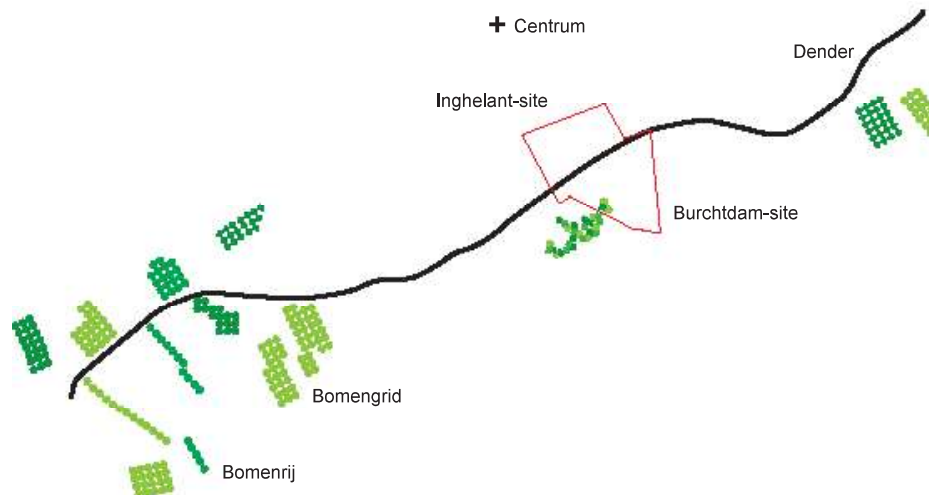 Centrum
Dender
Inghelant-site
Burchtdam-site
Bomengrid
Bomenrij